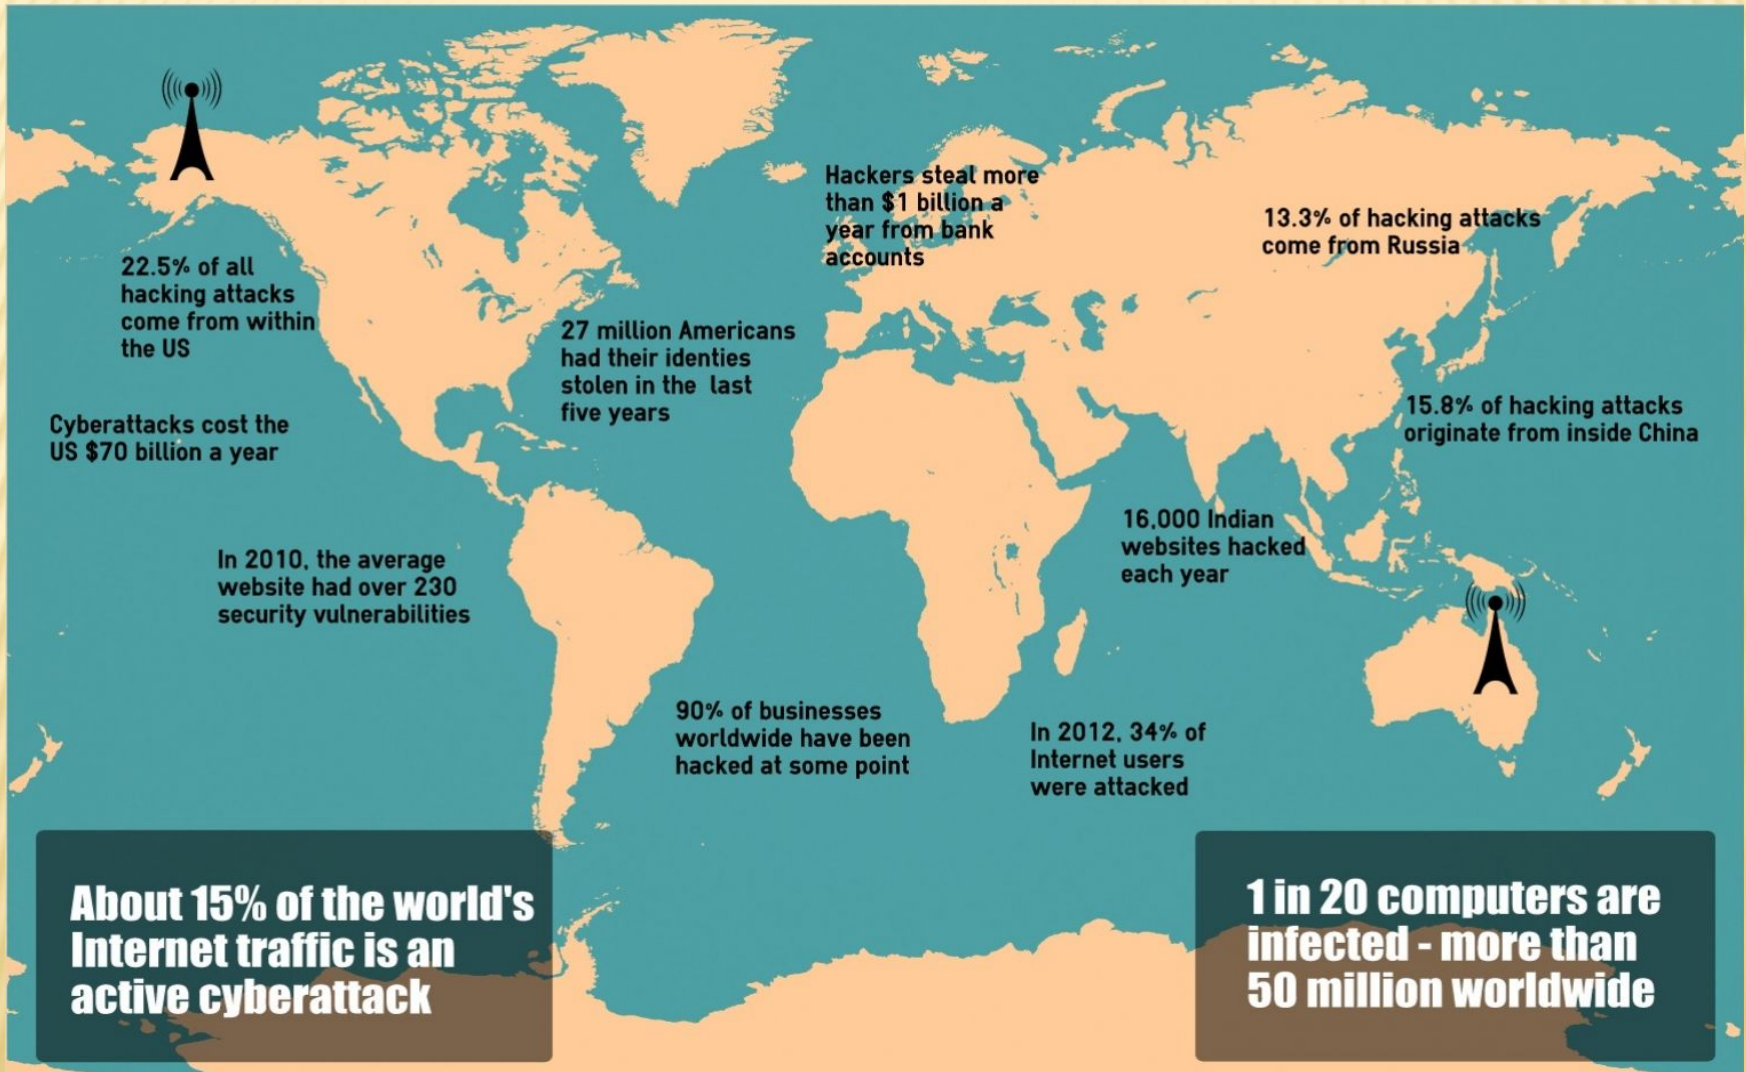 Hackers steal more
than $1 billion a
year from bank
accounts
13.3% of hacking attacks
come from Russia
22.5% of all
hacking attacks
come from within
the US
27 million Americans
had their identies
stolen in the last
five years
Cyberattacks cost the
US $70 billion a year
15.8% of hacking attacks
originate from inside China
16,000 Indian
websites hacked
each year
In 2010, the average
website had over 230
security vulnerabilities
90% of businesses
worldwide have been
hacked at some point
In 2012, 34% of
Internet users
were attacked
About 15% of the world's
Internet traffic is an
active cyberattack
1 in 20 computers are
infected - more than
50 million worldwide